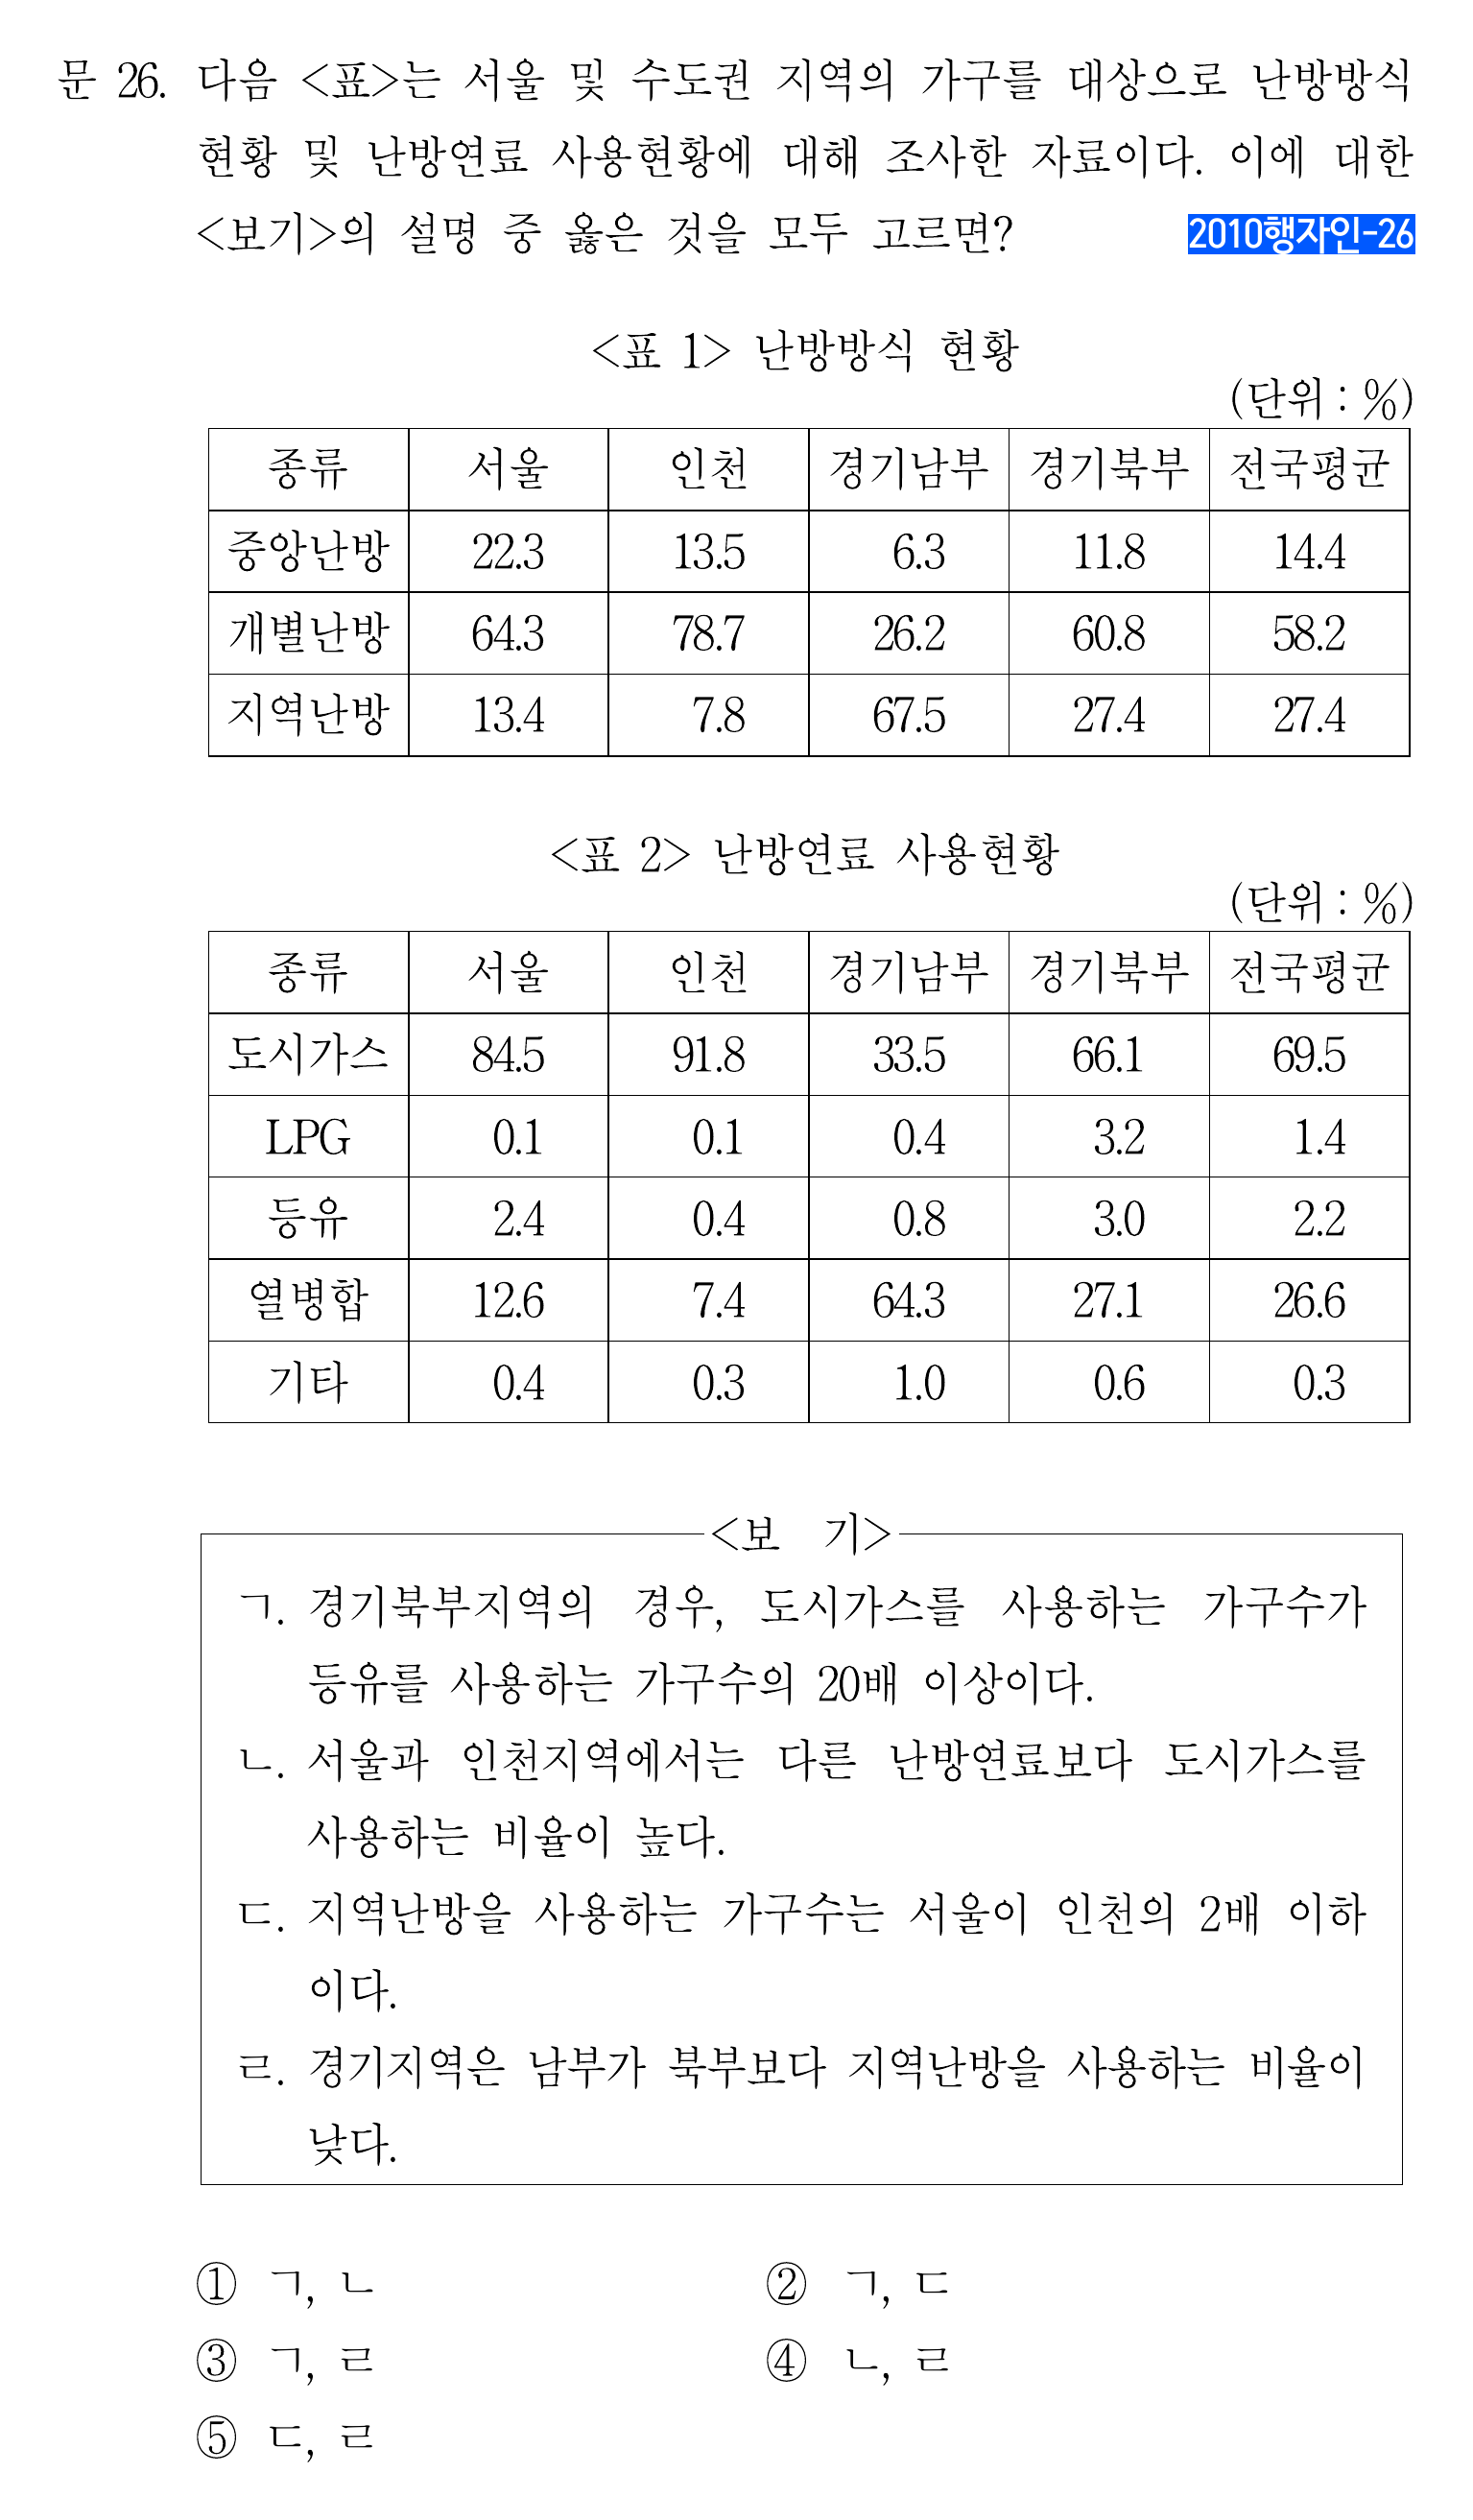 문 26. 다음 <표>는 서울 및 수도권 지역의 가구를 대상으로 난방방식
현황 및 난방연료 사용현황에 대해 조사한 자료이다. 이에 대한
<보기>의 설명 중 옳은 것을 모두 고르면? 2010행자인-26
<표 1> 난방방식 현황
(단위 : %)
종류 서울 인천 경기남부 경기북부 전국평균
중앙난방 22.3 13.5 6.3 11.8 14.4
개별난방 64.3 78.7 26.2 60.8 58.2
지역난방 13.4 7.8 67.5 27.4 27.4
<표 2> 난방연료 사용현황
(단위 : %)
종류 서울 인천 경기남부 경기북부 전국평균
도시가스 84.5 91.8 33.5 66.1 69.5
LPG 0.1 0.1 0.4 3.2 1.4
등유 2.4 0.4 0.8 3.0 2.2
열병합 12.6 7.4 64.3 27.1 26.6
기타 0.4 0.3 1.0 0.6 0.3
<보 기>
ㄱ. 경기북부지역의 경우, 도시가스를 사용하는 가구수가
등유를 사용하는 가구수의 20배 이상이다.
ㄴ. 서울과 인천지역에서는 다른 난방연료보다 도시가스를
사용하는 비율이 높다.
ㄷ. 지역난방을 사용하는 가구수는 서울이 인천의 2배 이하
이다.
ㄹ. 경기지역은 남부가 북부보다 지역난방을 사용하는 비율이
낮다.
① ㄱ, ㄴ ② ㄱ, ㄷ
③ ㄱ, ㄹ ④ ㄴ, ㄹ
⑤ ㄷ, ㄹ